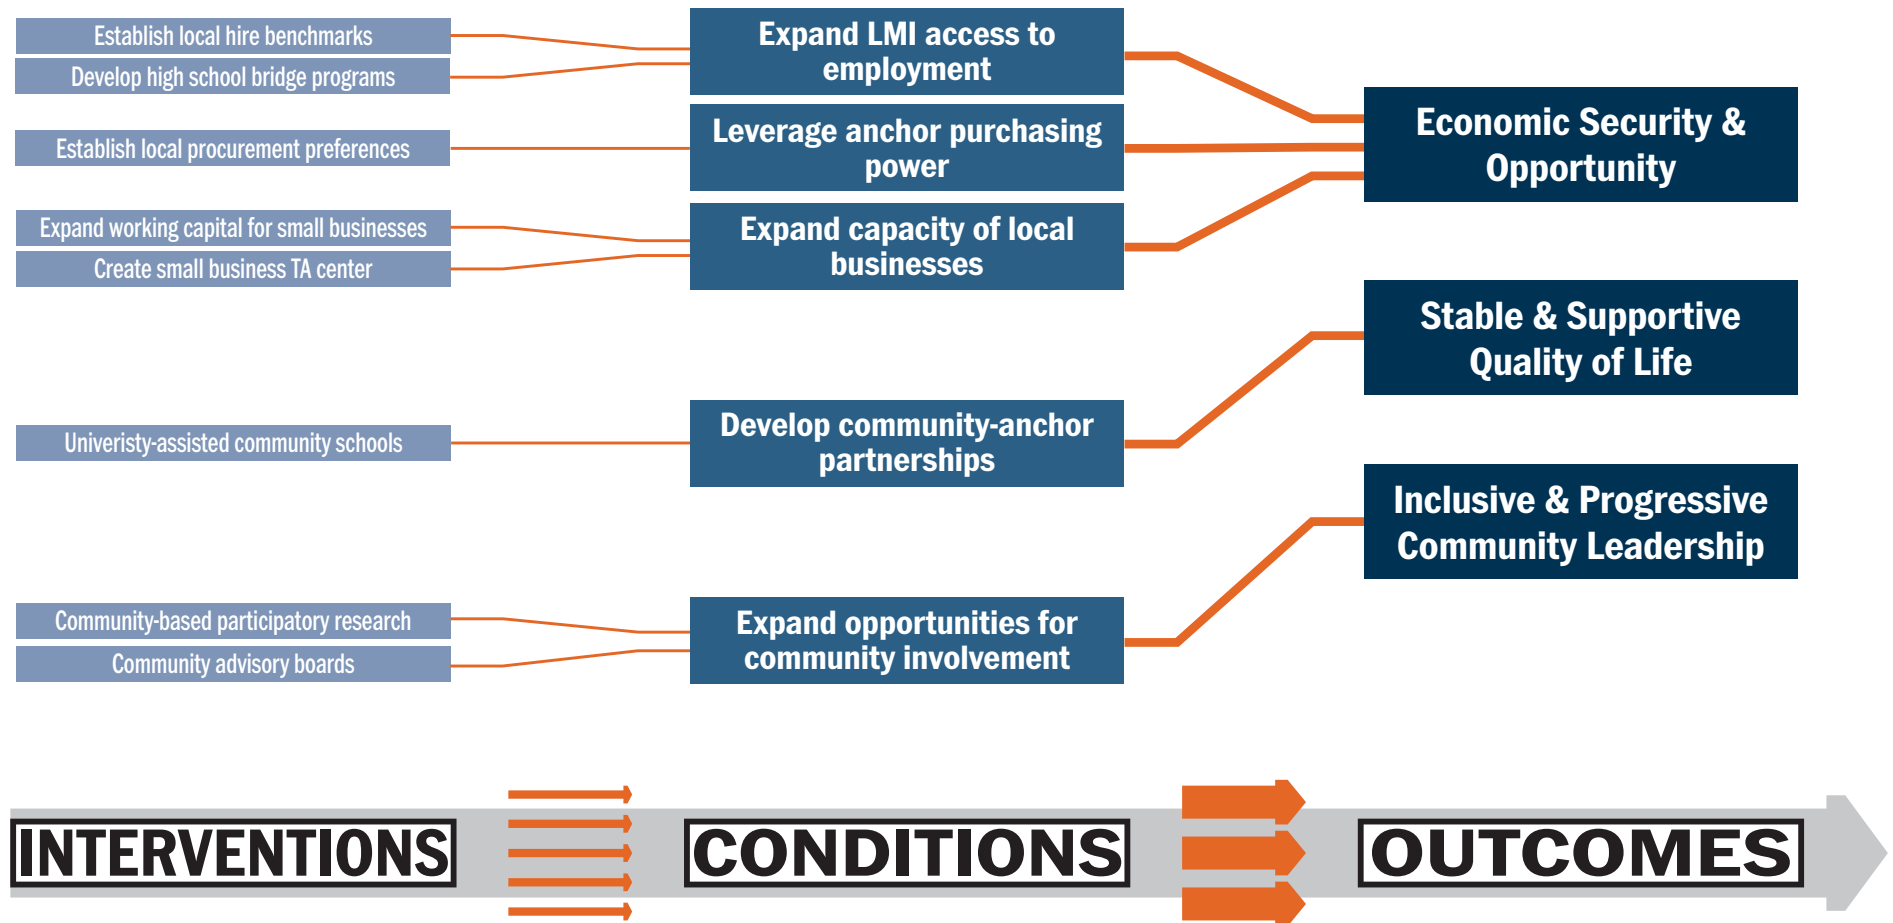 Establish local hire benchmarks
Develop high school bridge programs
Establish local procurement preferences
Expand working capital for small businesses
Create small business TA center
Univeristy-assisted community schools
Community-based participatory research
Community advisory boards
Expand LMI access to
employment
Leverage anchor purchasing
power
Expand capacity of local
businesses
Develop community-anchor
partnerships
Expand opportunities for
community involvement
Economic Security &
Opportunity
Stable & Supportive
Quality of Life
Inclusive & Progressive
Community Leadership
INTERVENTIONS
CONDITIONS
OUTCOMES